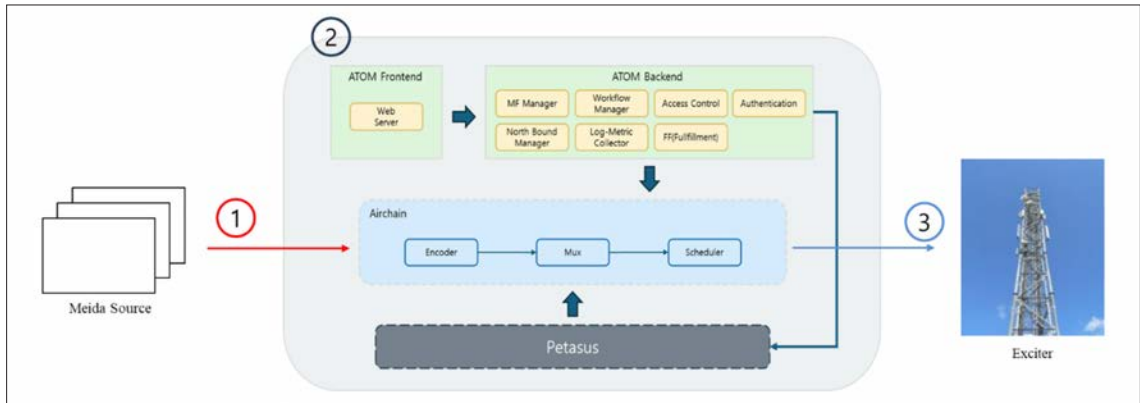 2
ATOM Frontend
Web
Server
ATOM Backend
MF Manager
Workflow
Manager
Access Control
Authentication
North Bound
Manager
Log-Metric
Collector
FF(Fullfillment)
1
Airchain
Encoder
Mux
Scheduler
3
Meida Source
Petasus
Exciter